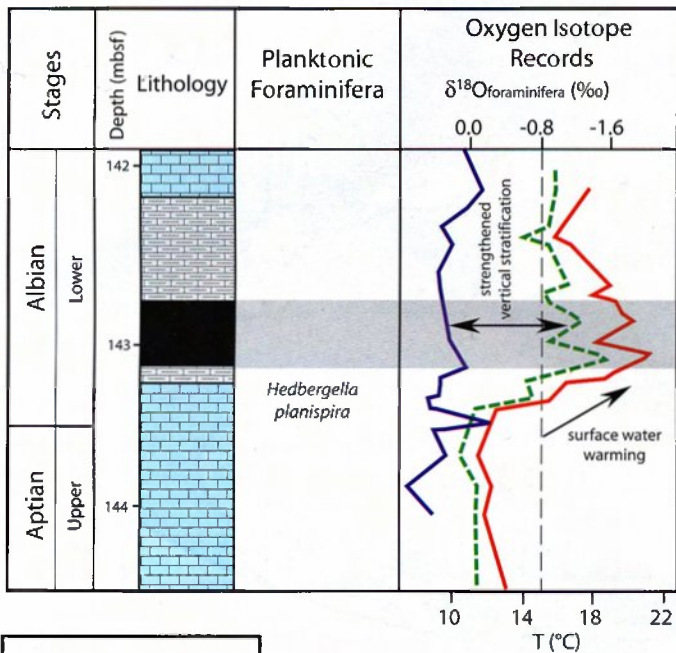 Stages
Depth (mbsf)
Lithology
Planktonic
Foraminifera
Oxygen Isotope
Records
δ18Oforaminifera (‰)
0.0 -0.8 -1.6
Albian
Lower
Aptian
Upper
142
143
144
Hedbergella
planispira
strengthened
vertical stratification
surface water
warming
10 14 18 22
T (°C)